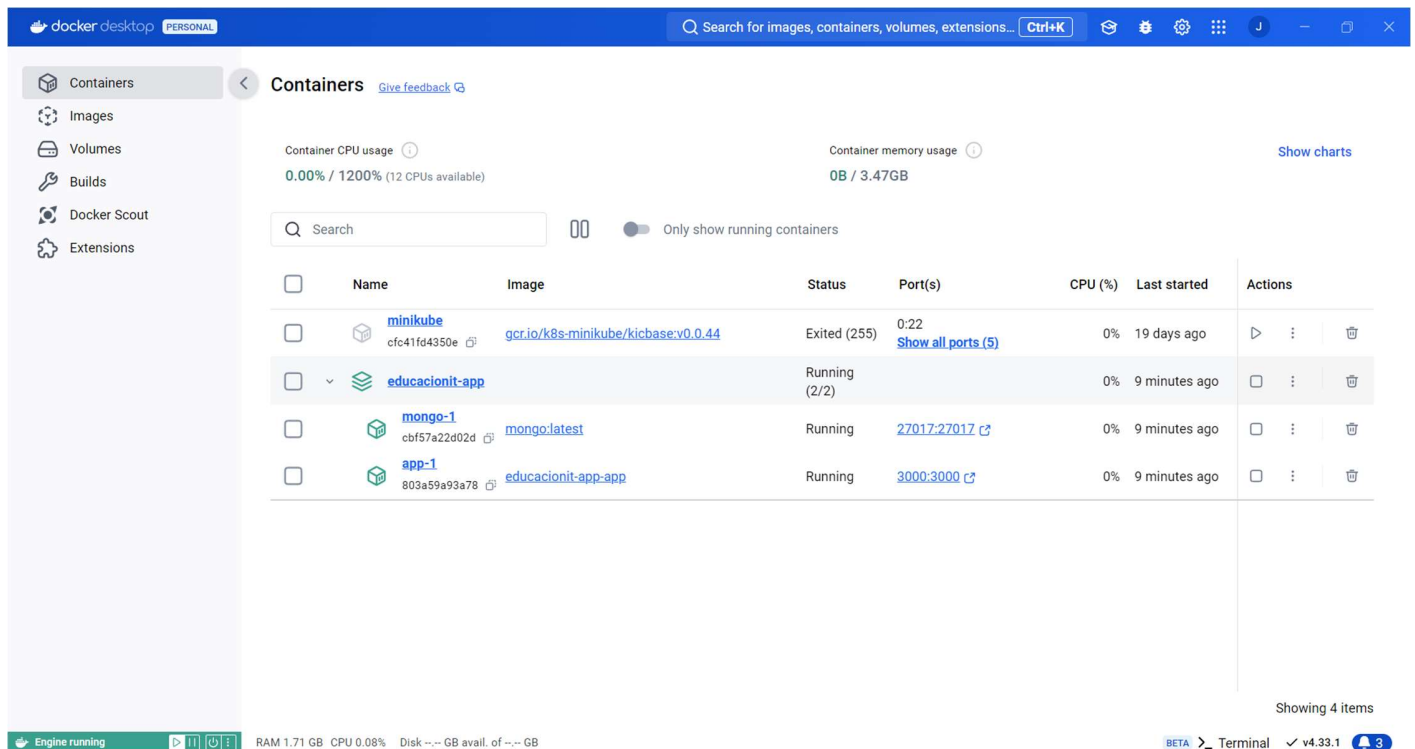 docker desktop PERSONAL
Search for images, containers, volumes, extensions... Ctrl+K
J
Containers
Images
Volumes
Builds
Docker Scout
Extensions
Containers Give feedback
Container CPU usage
0.00% / 1200% (12 CPUs available)
Container memory usage
0B / 3.47GB
Show charts
Search
Only show running containers
Name Image Status Port(s) CPU (%) Last started Actions
minikube
cfc41fd4350e
gcr.io/k8s-minikube/kicbase:v0.0.44
Exited (255)
0:22
Show all ports (5)
0%
19 days ago
educacionit-app
Running
(2/2)
0%
9 minutes ago
mongo-1
cbf57a22d02d
mongo:latest
Running
27017:27017
0%
9 minutes ago
app-1
803a59a93a78
educacionit-app-app
Running
3000:3000
0%
9 minutes ago
Showing 4 items
Engine running
RAM 1.71 GB CPU 0.08% Disk --.-- GB avail. of --.-- GB
BETA >_ Terminal v4.33.1 3